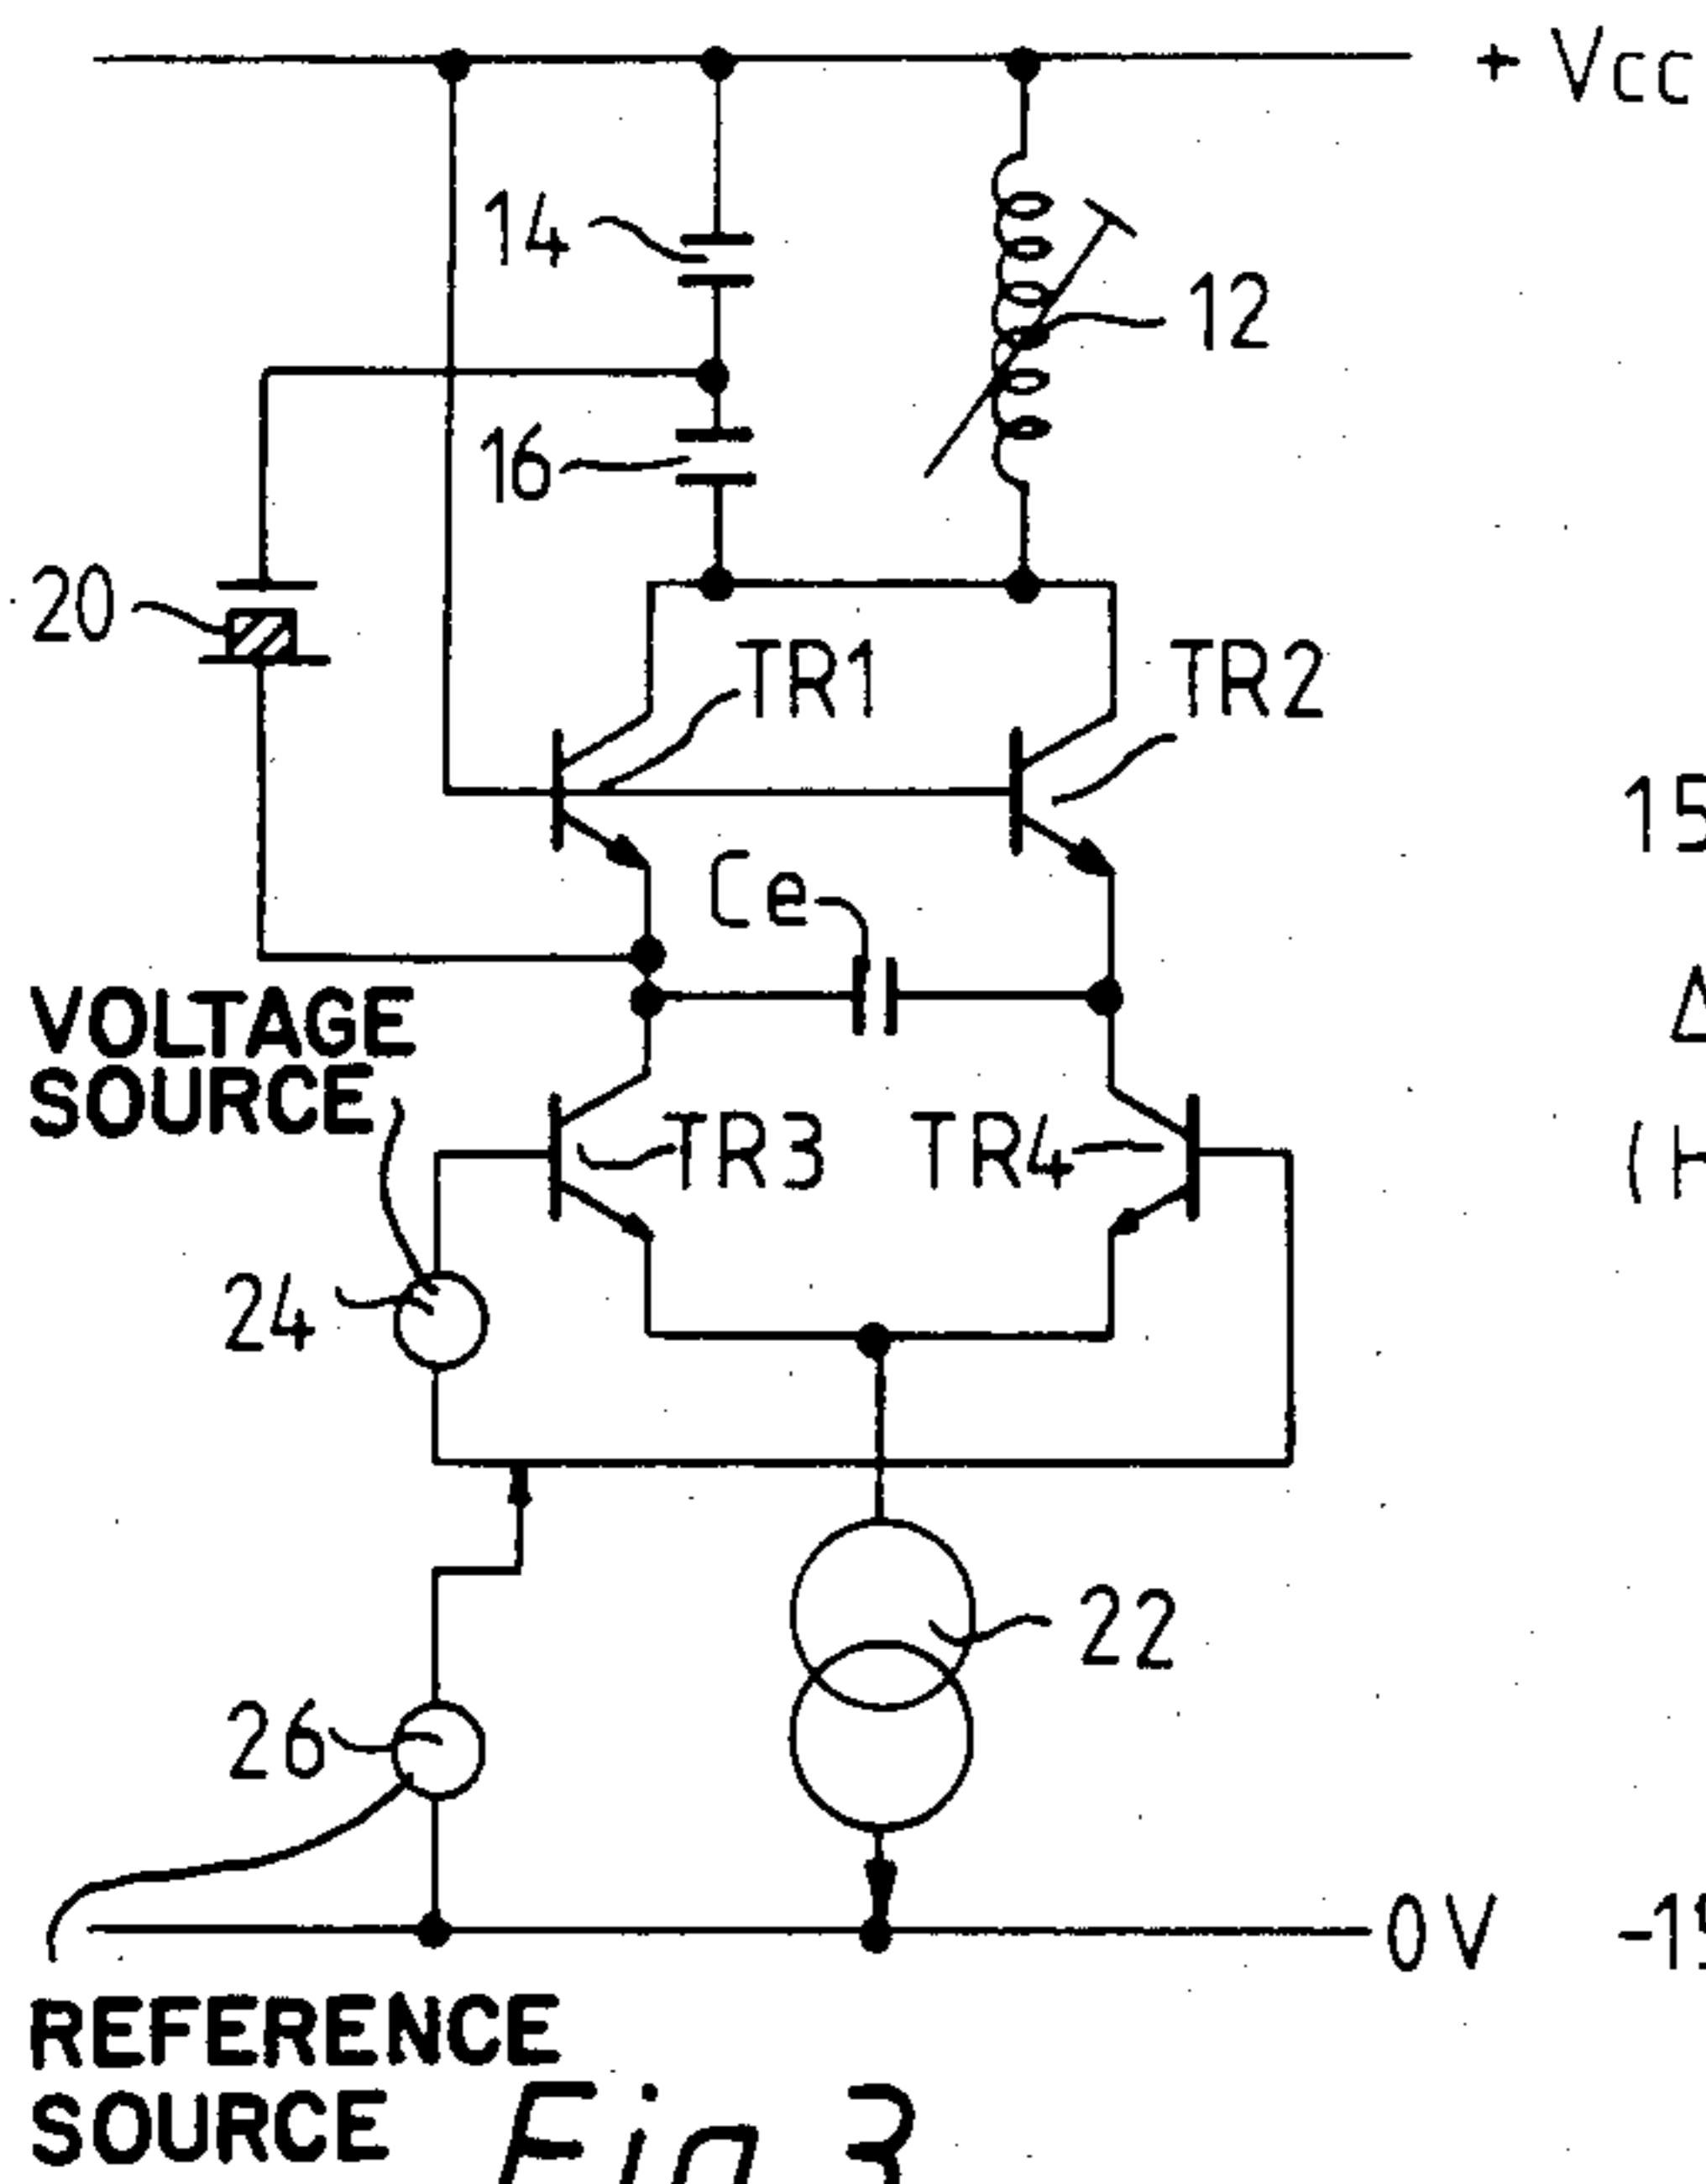 + Vcc
14
12
16
20
TR1
TR2
Ce
VOLTAGE
SOURCE
TR3
TR4
24
22
26
0V
REFERENCE
SOURCE
Fig 3